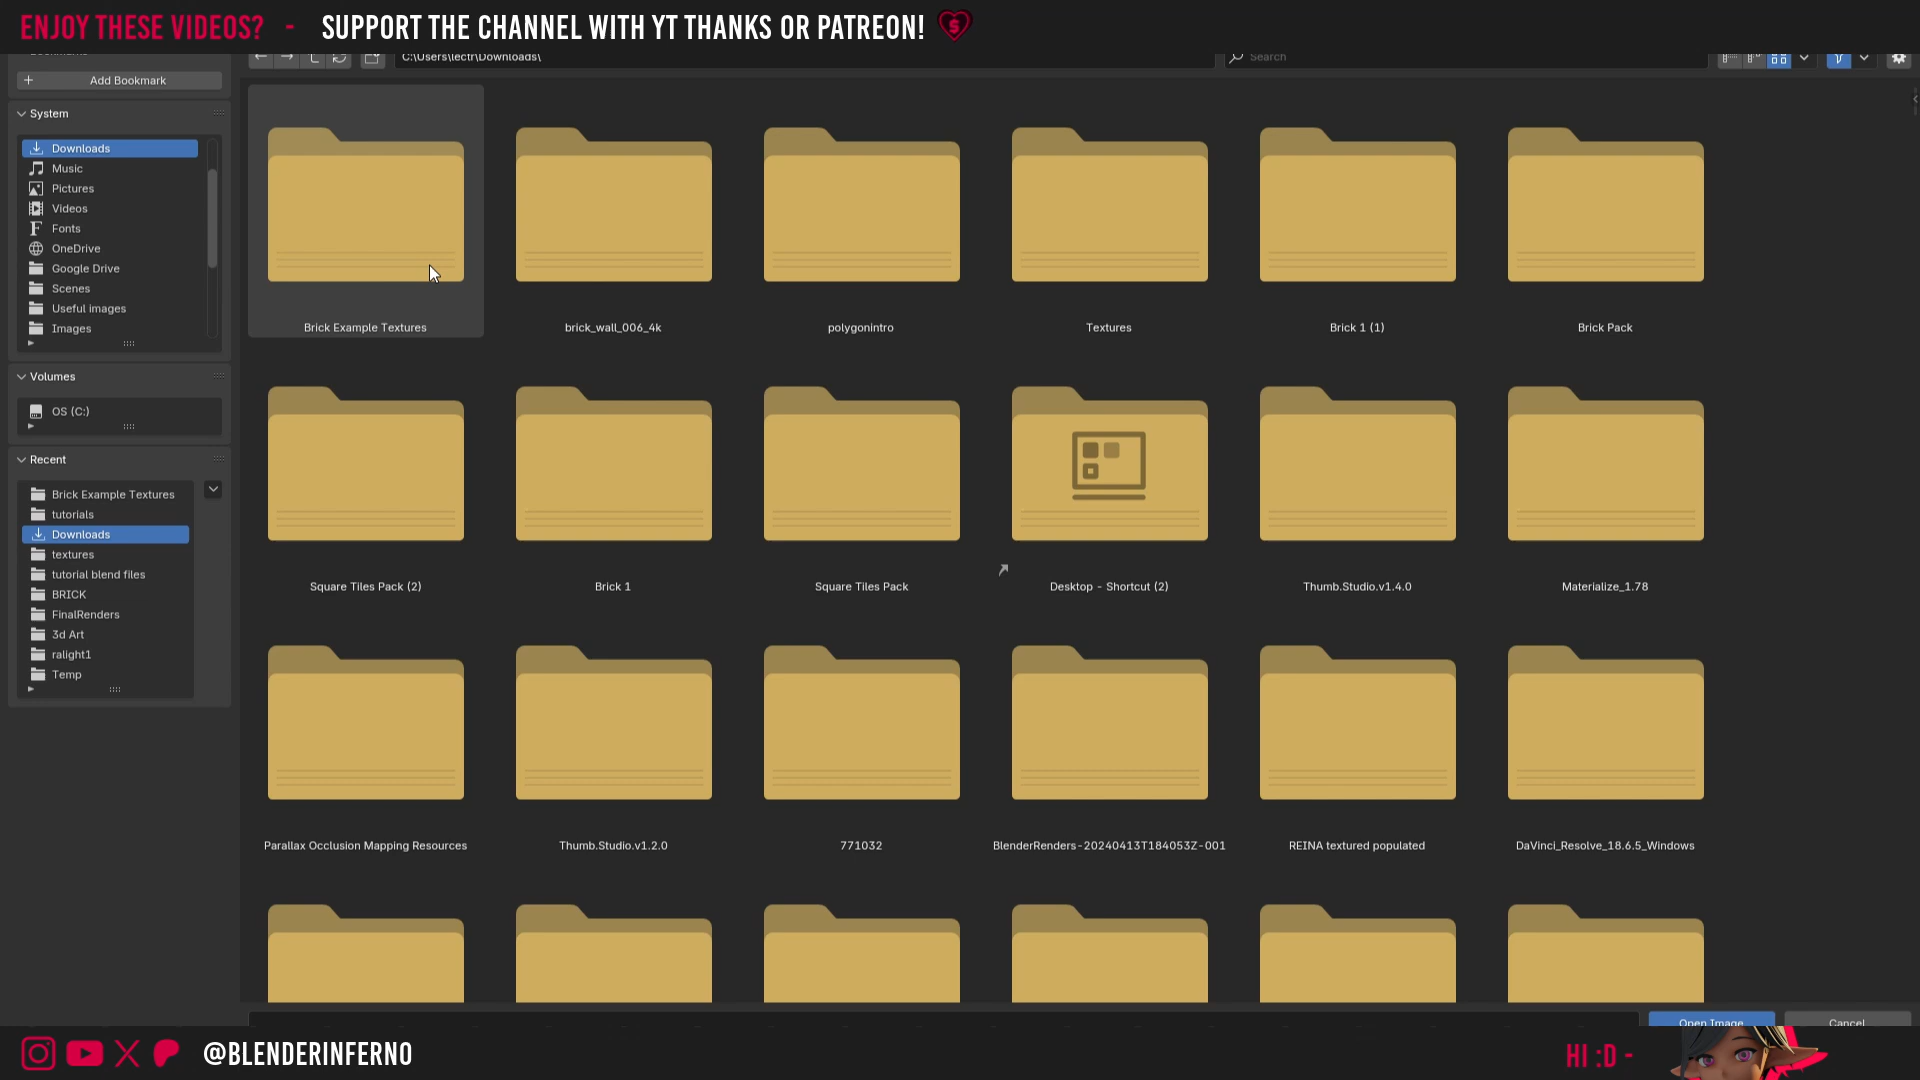 ENJOY THESE VIDEOS? - SUPPORT THE CHANNEL WITH YT THANKS OR PATREON!
C:\Users\lectr\Downloads\
Search
Add Bookmark
System
Downloads
Music
Pictures
Videos
Fonts
OneDrive
Google Drive
Scenes
Useful images
Images
Volumes
OS (C:)
Recent
Brick Example Textures
tutorials
Downloads
textures
tutorial blend files
BRICK
FinalRenders
3d Art
ralight1
Temp
Brick Example Textures
brick_wall_006_4k
polygonintro
Textures
Brick 1 (1)
Brick Pack
Square Tiles Pack (2)
Brick 1
Square Tiles Pack
Desktop - Shortcut (2)
Thumb.Studio.v1.4.0
Materialize_1.78
Parallax Occlusion Mapping Resources
Thumb.Studio.v1.2.0
771032
BlenderRenders-20240413T184053Z-001
REINA textured populated
DaVinci_Resolve_18.6.5_Windows
Open Image
Cancel
@BLENDERINFERNO
HI :D -